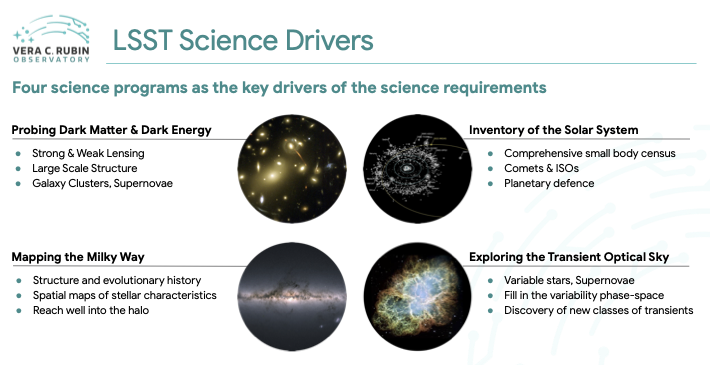 VERA C. RUBIN
OBSERVATORY
LSST Science Drivers
Four science programs as the key drivers of the science requirements
Probing Dark Matter & Dark Energy
● Strong & Weak Lensing
● Large Scale Structure
● Galaxy Clusters, Supernovae
Inventory of the Solar System
● Comprehensive small body census
● Comets & ISOs
● Planetary defence
Mapping the Milky Way
● Structure and evolutionary history
● Spatial maps of stellar characteristics
● Reach well into the halo
Exploring the Transient Optical Sky
● Variable stars, Supernovae
● Fill in the variability phase-space
● Discovery of new classes of transients